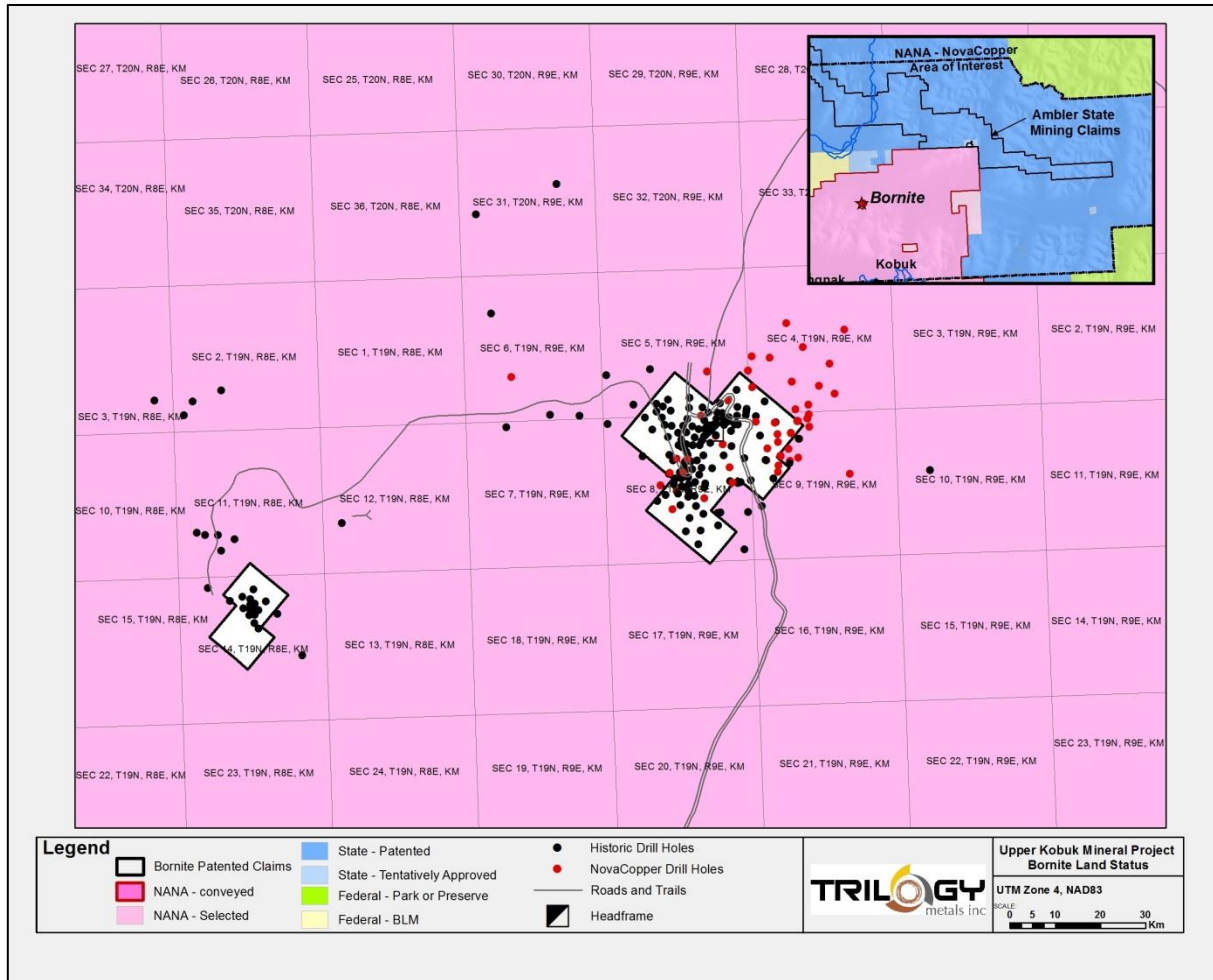 SEC 27, T20N, R8E, KM
SEC 26, T20N, R8E, KM
SEC 25, T20N, R8E, KM
SEC 30, T20N, R9E, KM
SEC 29, T20N, R9E, KM
SEC 28, T20
NANA - NovaCopper
Area of Interest
Ambler State
Mining Claims
Bornite
Kobuk
ngnak
SEC 34, T20N, R8E, KM
SEC 35, T20N, R8E, KM
SEC 36, T20N, R8E, KM
SEC 31, T20N, R9E, KM
SEC 32, T20N, R9E, KM
SEC 33, T2
SEC 3, T19N, R8E, KM
SEC 2, T19N, R8E, KM
SEC 1, T19N, R8E, KM
SEC 6, T19N, R9E, KM
SEC 5, T19N, R9E, KM
SEC 4, T19N, R9E, KM
SEC 3, T19N, R9E, KM
SEC 2, T19N, R9E, KM
SEC 10, T19N, R8E, KM
SEC 11, T19N, R8E, KM
SEC 12, T19N, R8E, KM
SEC 7, T19N, R9E, KM
SEC 8, R9E, KM
SEC 9, T19N, R9E, KM
SEC 10, T19N, R9E, KM
SEC 11, T19N, R9E, KM
SEC 15, T19N, R8E, KM
SEC 14, T19N, R8E, KM
SEC 13, T19N, R8E, KM
SEC 18, T19N, R9E, KM
SEC 17, T19N, R9E, KM
SEC 16, T19N, R9E, KM
SEC 15, T19N, R9E, KM
SEC 14, T19N, R9E, KM
SEC 22, T19N, R8E, KM
SEC 23, T19N, R8E, KM
SEC 24, T19N, R8E, KM
SEC 19, T19N, R9E, KM
SEC 20, T19N, R9E, KM
SEC 21, T19N, R9E, KM
SEC 22, T19N, R9E, KM
SEC 23, T19N, R9E, KM
Legend
Bornite Patented Claims
NANA - conveyed
NANA - Selected
State - Patented
State - Tentatively Approved
Federal - Park or Preserve
Federal - BLM
Historic Drill Holes
NovaCopper Drill Holes
Roads and Trails
Headframe
TRILOGY
metals inc
Upper Kobuk Mineral Project
Bornite Land Status
UTM Zone 4, NAD83
SCALE:
0 5 10 20 30
Km